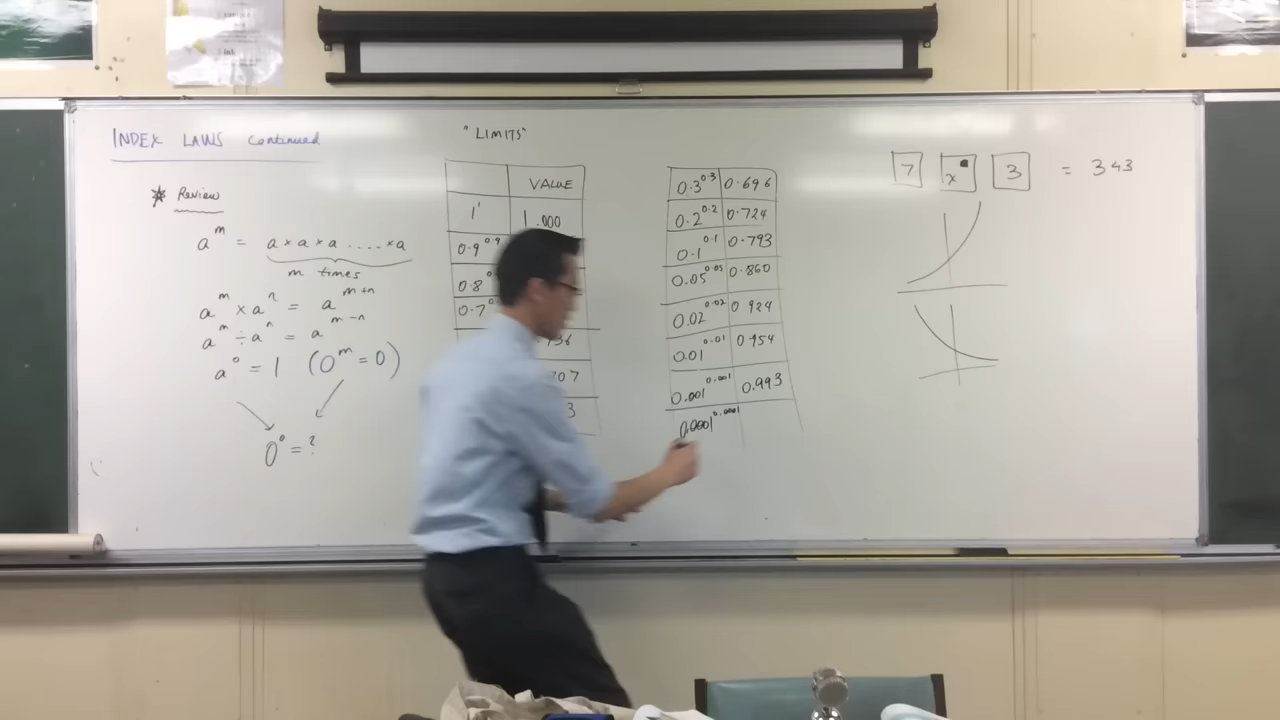 INDEX LAWS continued
* Review
a^m = a × a × a ..... × a
m times
a^m × a^n = a^(m+n)
a^m ÷ a^n = a^(m-n)
a^0 = 1 (0^m = 0)
0^0 = ?
"LIMITS"
VALUE
1^1 1.000
0.9^0.9
0.8
0.7
707
3
0.3^0.3 0.696
0.2^0.2 0.724
0.1^0.1 0.793
0.05^0.05 0.860
0.02^0.02 0.924
0.01^0.01 0.954
0.001^0.001 0.993
0.0001^0.0001
7 x^■ 3 = 343